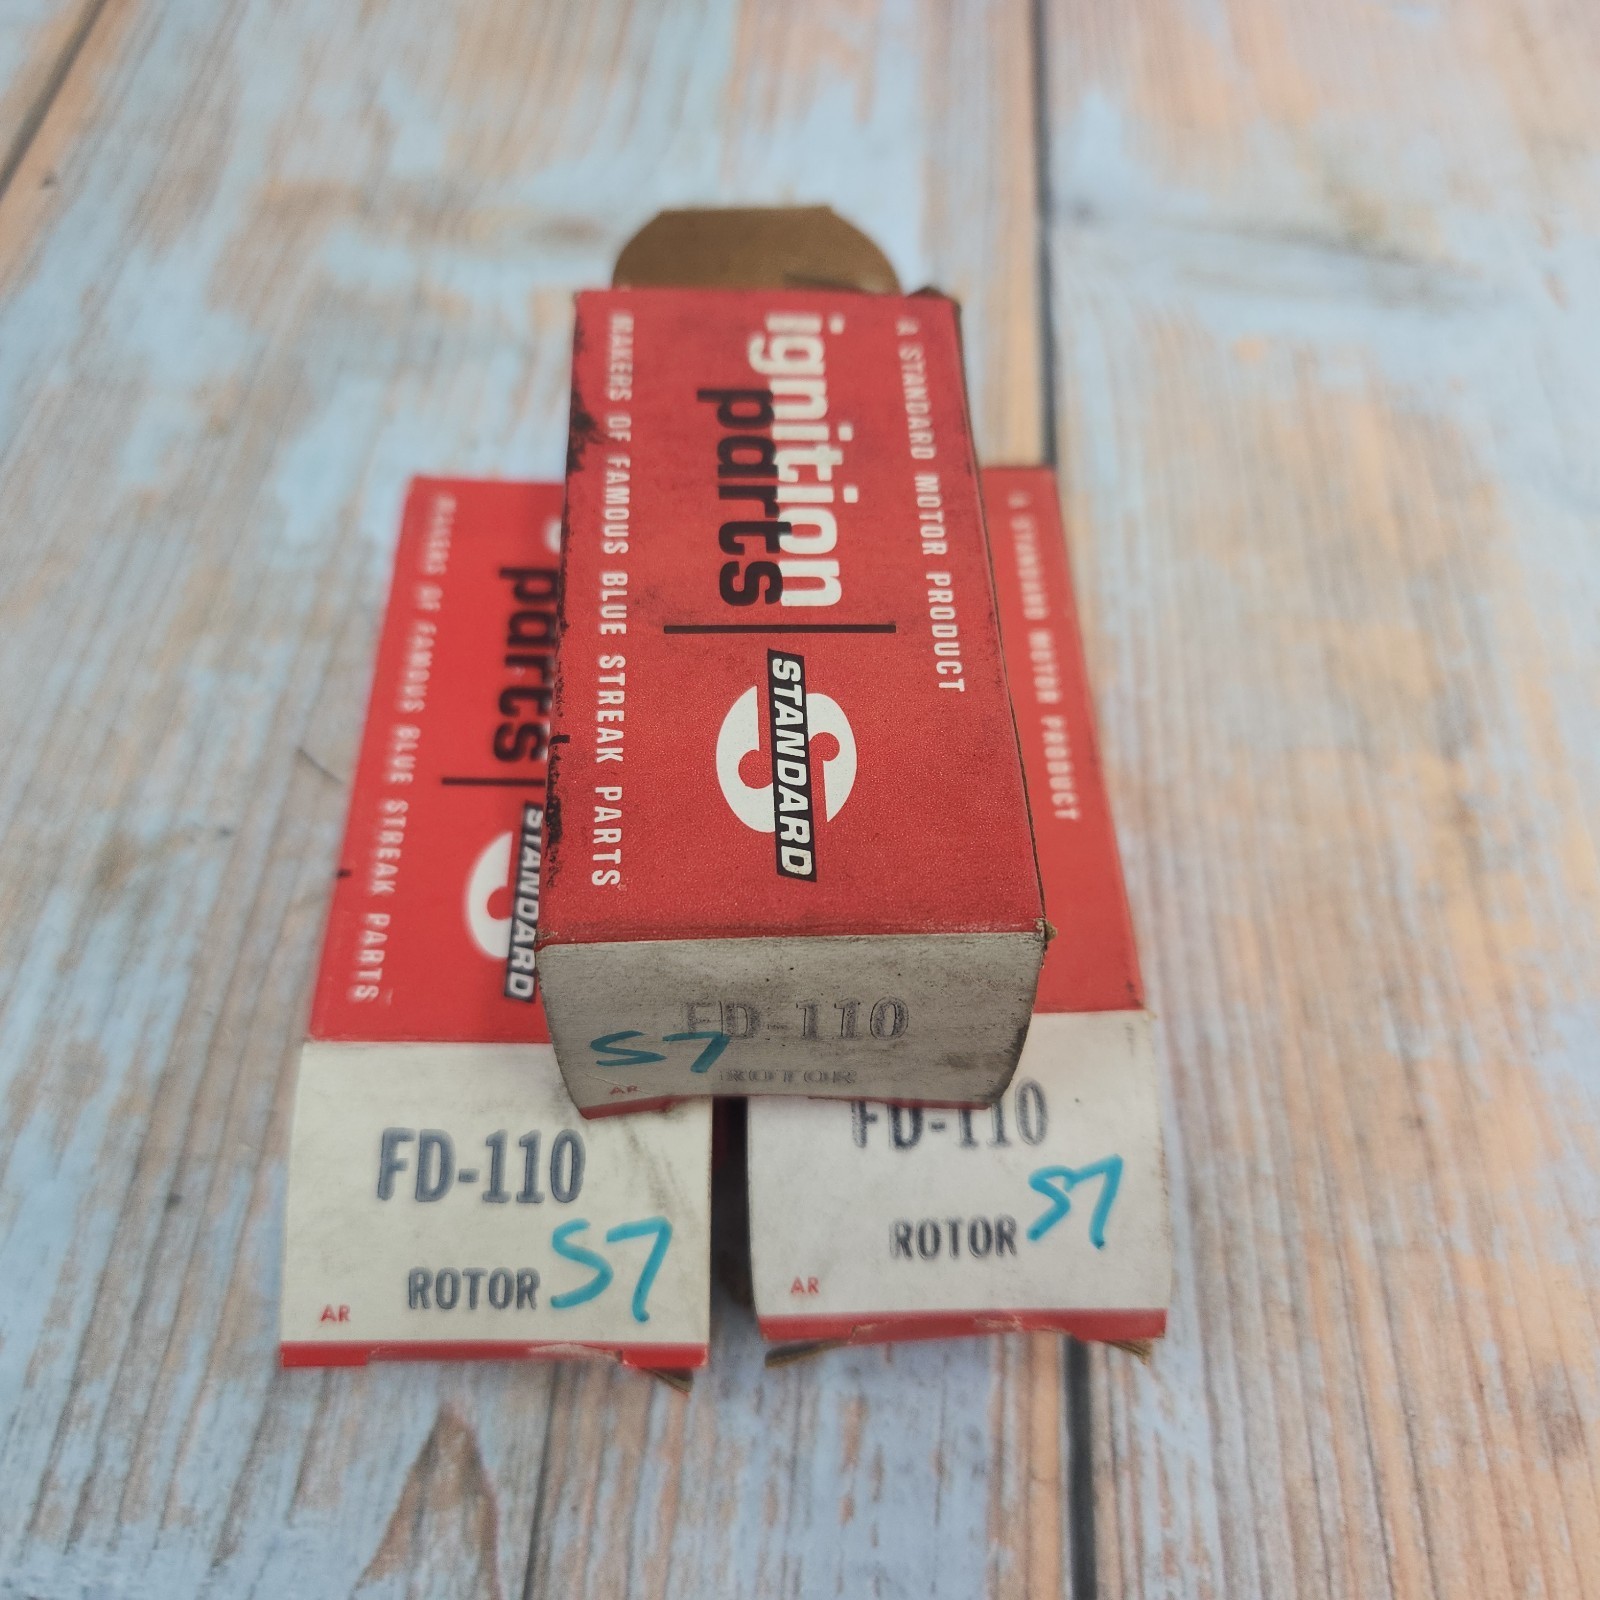 A STANDARD MOTOR PRODUCT
ignition
parts
STANDARD
MAKERS OF FAMOUS BLUE STREAK PARTS
FD-110
S7
ROTOR
AR
parts
STANDARD
MAKERS OF FAMOUS BLUE STREAK PARTS
FD-110
ROTOR S7
AR
A STANDARD MOTOR PRODUCT
FD-110
ROTOR S7
AR